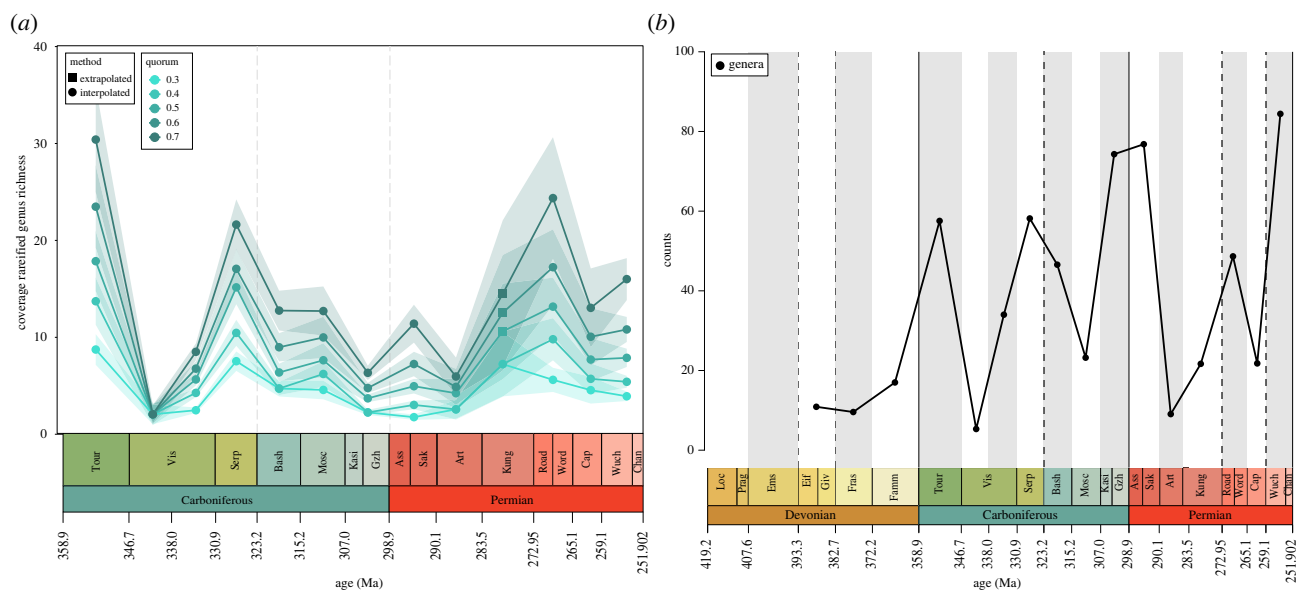 (a)
40
30
20
10
0
coverage rareified genus richness
method
extrapolated
interpolated
quorum
0.3
0.4
0.5
0.6
0.7
Tour Vis Serp Bash Mosc Kasi Gzh Ass Sak Art Kung Road Word Cap Wuch Chan
Carboniferous Permian
358.9 346.7 338.0 330.9 323.2 315.2 307.0 298.9 290.1 283.5 272.95 265.1 259.1 251.902
age (Ma)
(b)
100
80
60
40
20
0
counts
genera
Loc Prag Ems Eif Giv Fras Famm Tour Vis Serp Bash Mosc Kasi Gzh Ass Sak Art Kung Road Word Cap Wuch Chan
Devonian Carboniferous Permian
419.2 407.6 393.3 382.7 372.2 358.9 346.7 338.0 330.9 323.2 315.2 307.0 298.9 290.1 283.5 272.95 265.1 259.1 251.902
age (Ma)